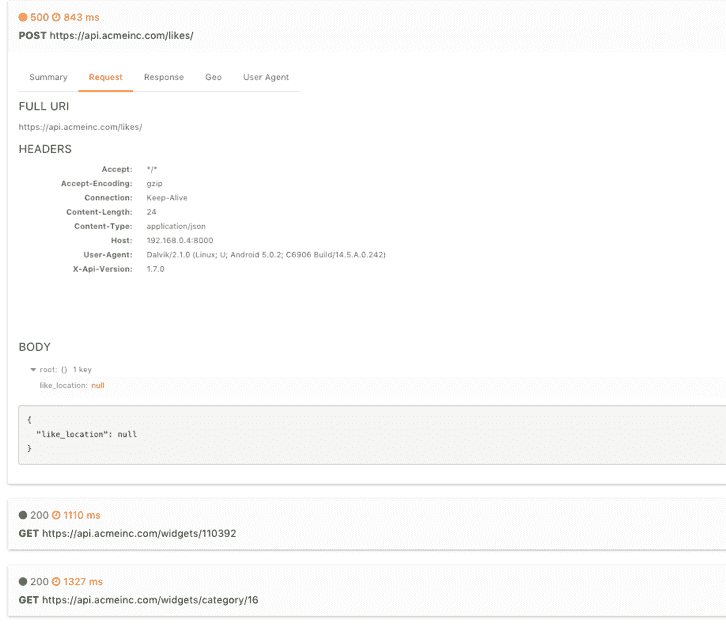 500 843 ms
POST https://api.acmeinc.com/likes/
Summary Request Response Geo User Agent
FULL URI
https://api.acmeinc.com/likes/
HEADERS
Accept: */*
Accept-Encoding: gzip
Connection: Keep-Alive
Content-Length: 24
Content-Type: application/json
Host: 192.168.0.4:8000
User-Agent: Dalvik/2.1.0 (Linux; U; Android 5.0.2; C6906 Build/14.5.A.0.242)
X-Api-Version: 1.7.0
BODY
root: {} 1 key
like_location: null
{
"like_location": null
}
200 1110 ms
GET https://api.acmeinc.com/widgets/110392
200 1327 ms
GET https://api.acmeinc.com/widgets/category/16